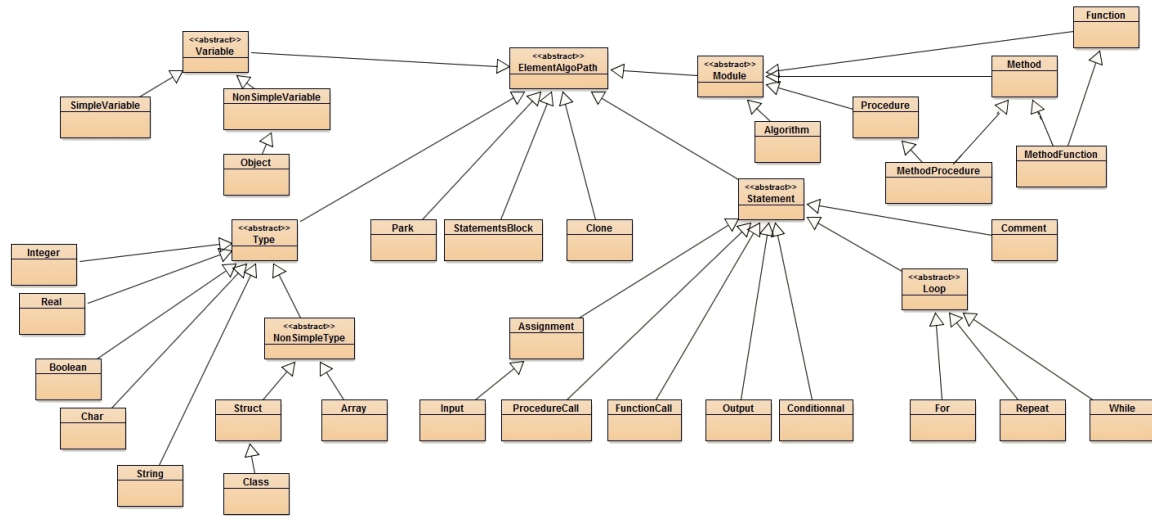 Function
<<abstract>>
Variable
<<abstract>>
ElementAlgoPath
<<abstract>>
Module
Method
SimpleVariable
NonSimpleVariable
Procedure
Algorithm
Object
MethodProcedure
MethodFunction
<<abstract>>
Statement
<<abstract>>
Type
Park
StatementsBlock
Clone
Comment
Integer
<<abstract>>
Loop
Real
<<abstract>>
NonSimpleType
Assignment
Boolean
Char
Struct
Array
Input
ProcedureCall
FunctionCall
Output
Conditionnal
For
Repeat
While
String
Class